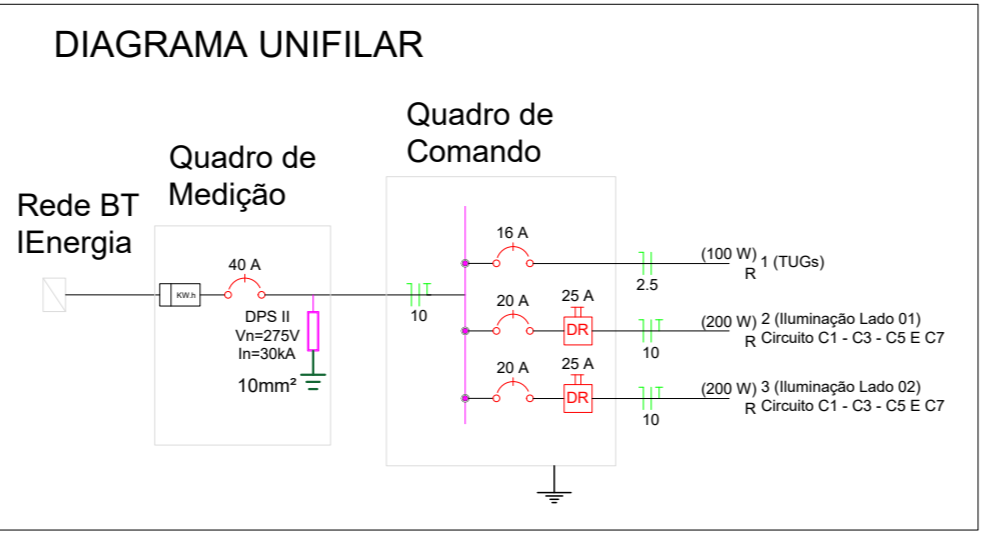 DIAGRAMA UNIFILAR
Rede BT
IEnergia
Quadro de
Medição
KW.h
40 A
DPS II
Vn=275V
In=30kA
10mm²
Quadro de
Comando
10
16 A
2.5
(100 W)
R
1 (TUGs)
20 A
25 A
DR
10
(200 W)
R
2 (Iluminação Lado 01)
Circuito C1 - C3 - C5 E C7
20 A
25 A
DR
10
(200 W)
R
3 (Iluminação Lado 02)
Circuito C1 - C3 - C5 E C7